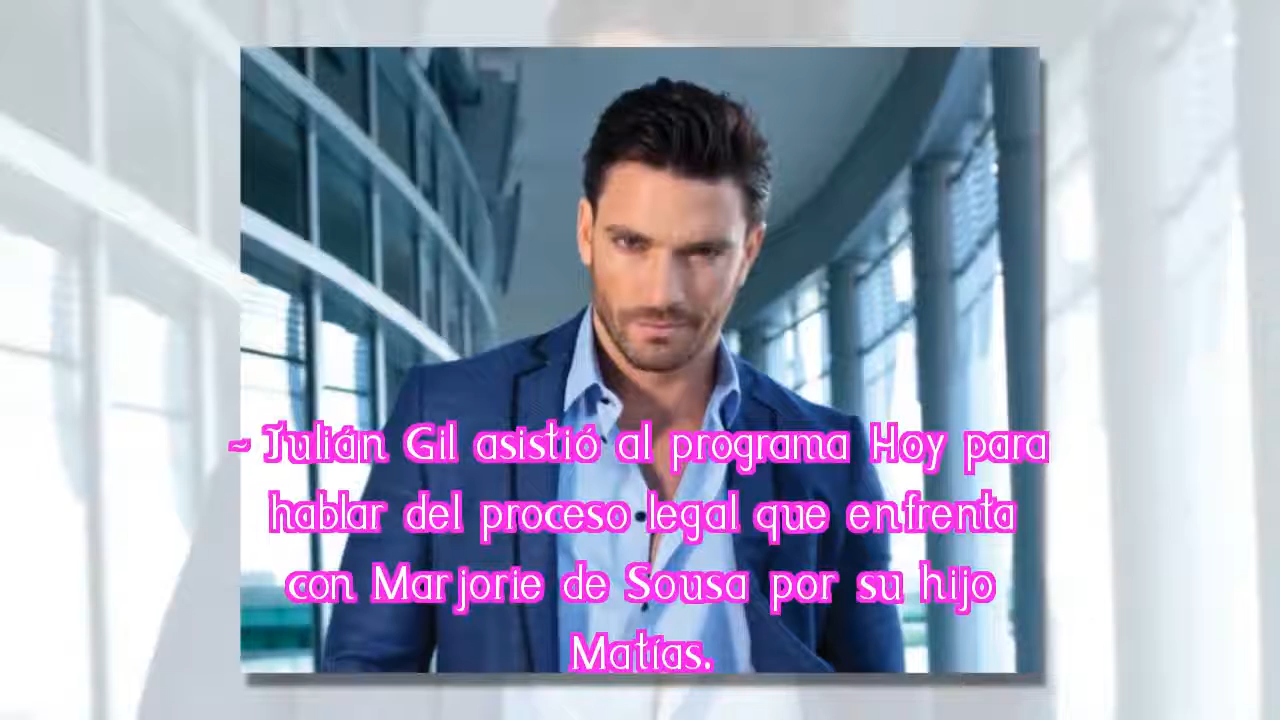 - Julián Gil asistió al programa Hoy para
hablar del proceso legal que enfrenta
con Marjorie de Sousa por su hijo
Matías.